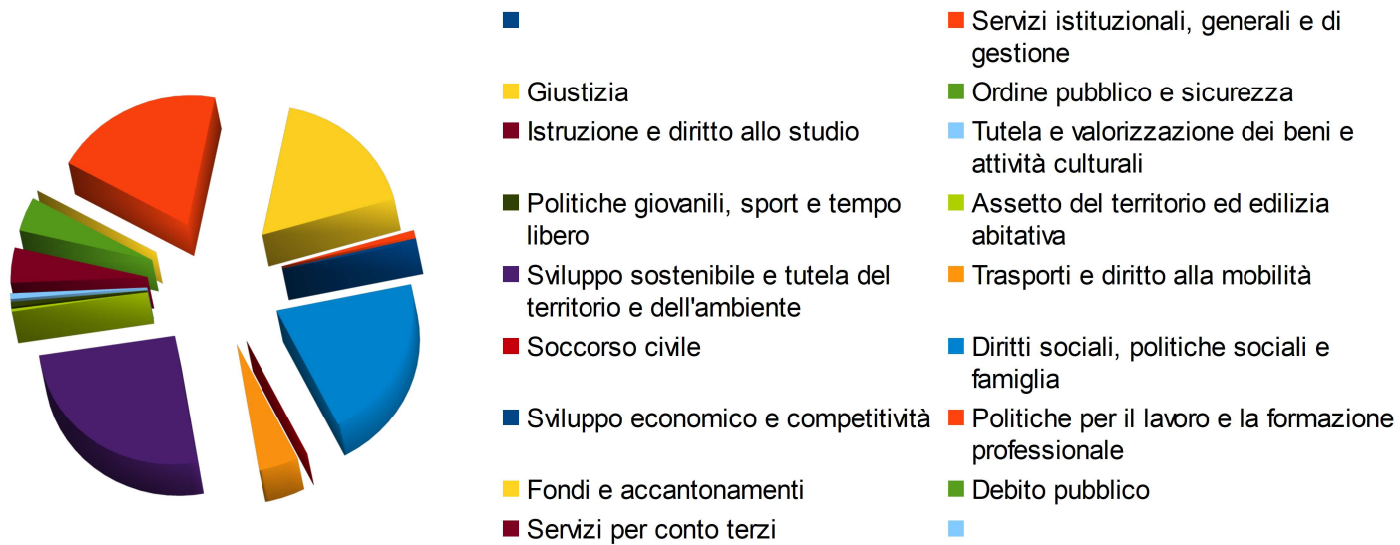 Servizi istituzionali, generali e di
gestione
Giustizia
Ordine pubblico e sicurezza
Istruzione e diritto allo studio
Tutela e valorizzazione dei beni e
attività culturali
Politiche giovanili, sport e tempo
libero
Assetto del territorio ed edilizia
abitativa
Sviluppo sostenibile e tutela del
territorio e dell'ambiente
Trasporti e diritto alla mobilità
Soccorso civile
Diritti sociali, politiche sociali e
famiglia
Sviluppo economico e competitività
Politiche per il lavoro e la formazione
professionale
Fondi e accantonamenti
Debito pubblico
Servizi per conto terzi